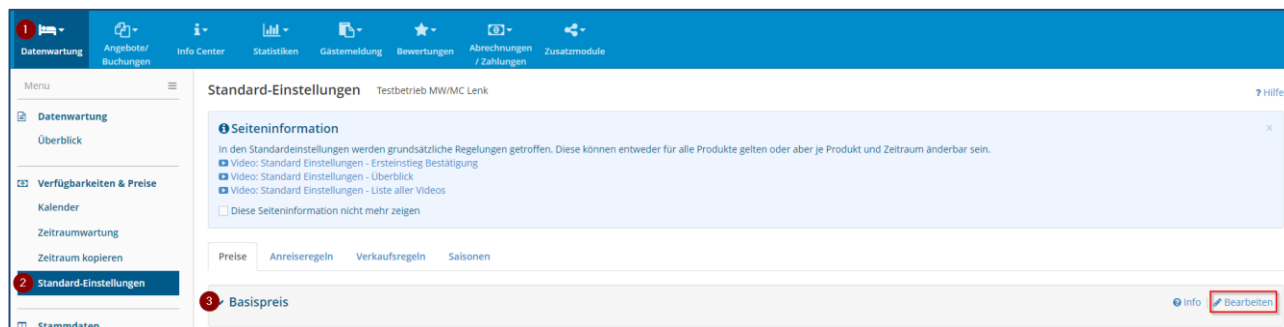 1
Datenwartung
Angebote/
Buchungen
Info Center
Statistiken
Gästemeldung
Bewertungen
Abrechnungen
/ Zahlungen
Zusatzmodule
Menu
Datenwartung
Überblick
Verfügbarkeiten & Preise
Kalender
Zeitraumwartung
Zeitraum kopieren
2 Standard-Einstellungen
Stammdaten
Standard-Einstellungen Testbetrieb MW/MC Lenk
? Hilfe
Seiteninformation
In den Standardeinstellungen werden grundsätzliche Regelungen getroffen. Diese können entweder für alle Produkte gelten oder aber je Produkt und Zeitraum änderbar sein.
Video: Standard Einstellungen - Ersteinstieg Bestätigung
Video: Standard Einstellungen - Überblick
Video: Standard Einstellungen - Liste aller Videos
Diese Seiteninformation nicht mehr zeigen
Preise Anreiseregeln Verkaufsregeln Saisonen
3 Basispreis
Info | Bearbeiten